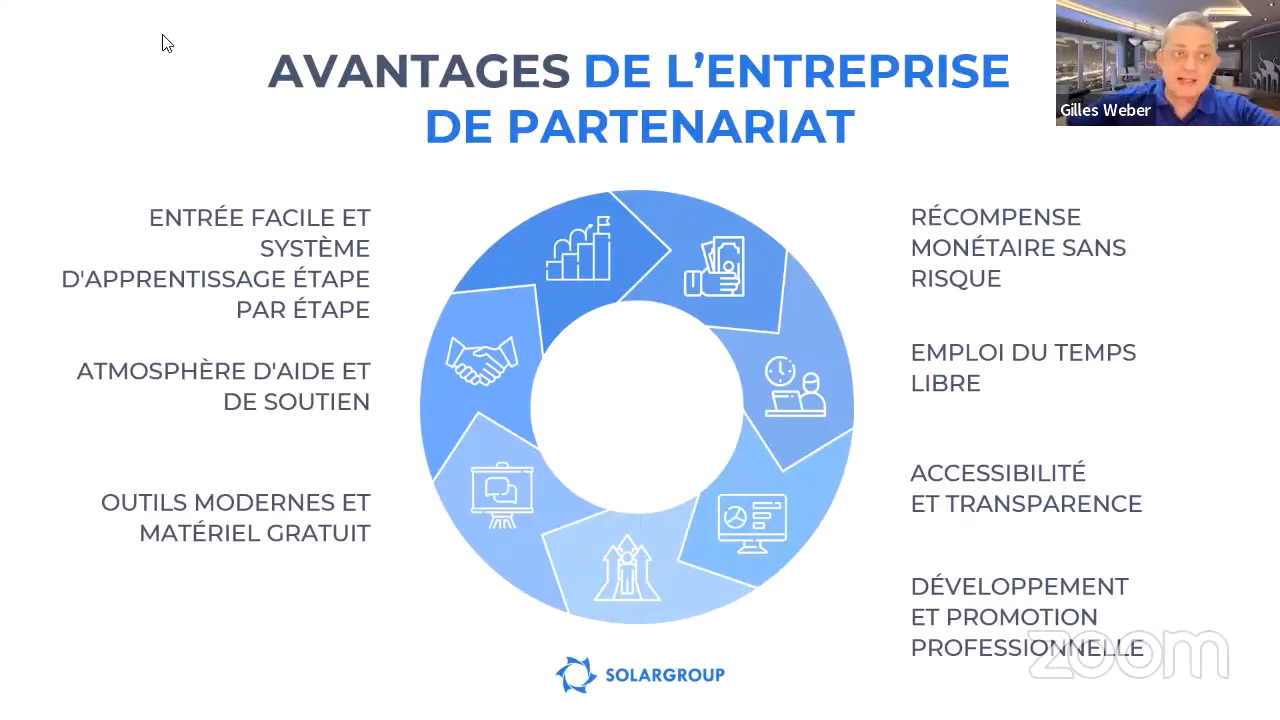 AVANTAGES DE L'ENTREPRISE
DE PARTENARIAT
Gilles Weber
ENTRÉE FACILE ET
SYSTÈME
D'APPRENTISSAGE ÉTAPE
PAR ÉTAPE
ATMOSPHÈRE D'AIDE ET
DE SOUTIEN
OUTILS MODERNES ET
MATÉRIEL GRATUIT
RÉCOMPENSE
MONÉTAIRE SANS
RISQUE
EMPLOI DU TEMPS
LIBRE
ACCESSIBILITÉ
ET TRANSPARENCE
DÉVELOPPEMENT
ET PROMOTION
PROFESSIONNELLE
zoom
SOLARGROUP